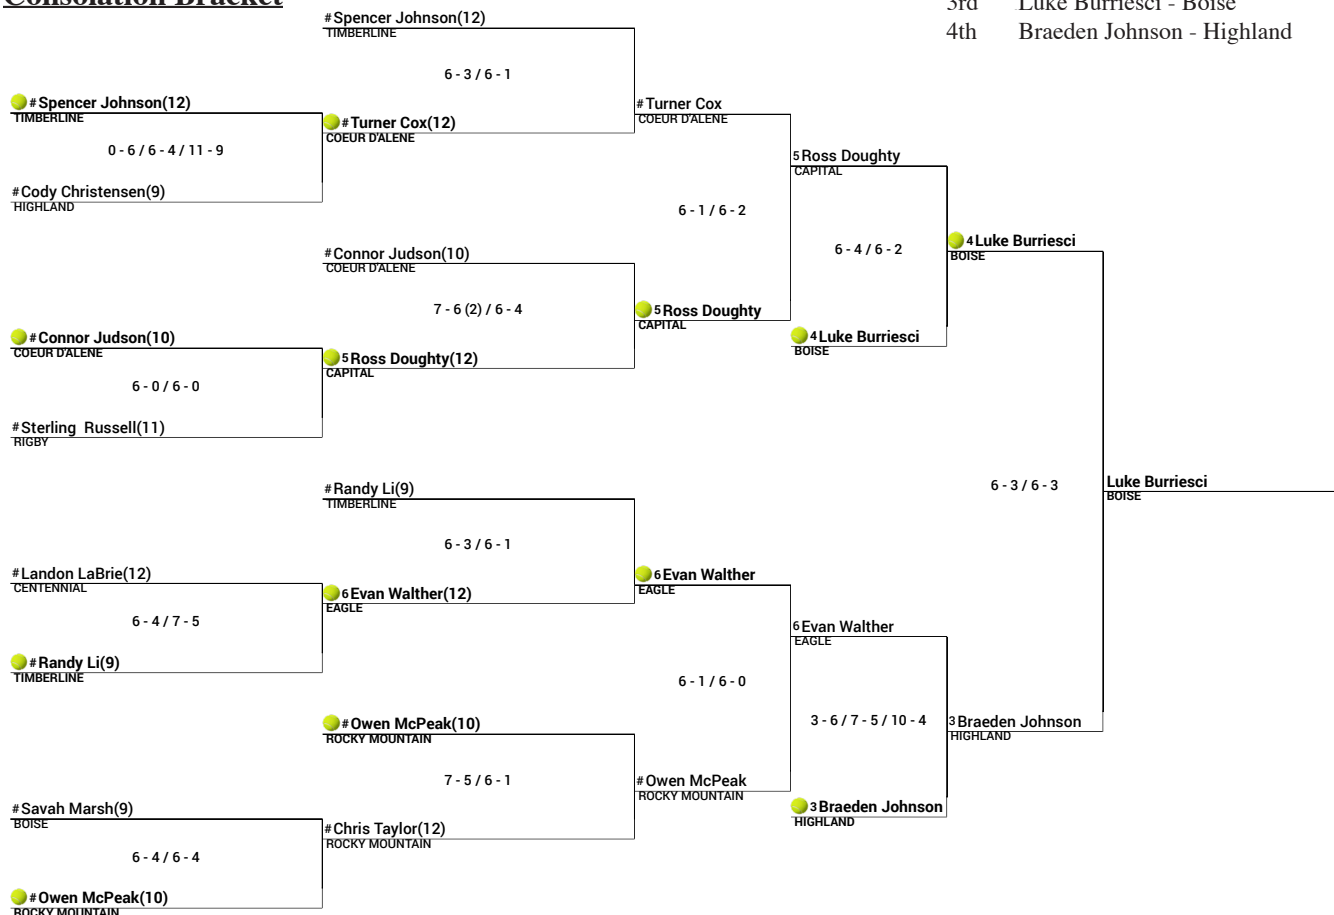 Consolation Bracket
3rd Luke Burriesci - Boise
4th Braeden Johnson - Highland
#Spencer Johnson(12)
TIMBERLINE
6 - 3 / 6 - 1
#Spencer Johnson(12)
TIMBERLINE
#Turner Cox(12)
COEUR D'ALENE
#Turner Cox
COEUR D'ALENE
0 - 6 / 6 - 4 / 11 - 9
#Cody Christensen(9)
HIGHLAND
5 Ross Doughty
CAPITAL
6 - 1 / 6 - 2
6 - 4 / 6 - 2
4 Luke Burriesci
BOISE
#Connor Judson(10)
COEUR D'ALENE
7 - 6 (2) / 6 - 4
5 Ross Doughty
CAPITAL
4 Luke Burriesci
BOISE
#Connor Judson(10)
COEUR D'ALENE
5 Ross Doughty(12)
CAPITAL
6 - 0 / 6 - 0
#Sterling Russell(11)
RIGBY
6 - 3 / 6 - 3
Luke Burriesci
BOISE
#Randy Li(9)
TIMBERLINE
6 - 3 / 6 - 1
#Landon LaBrie(12)
CENTENNIAL
6 Evan Walther(12)
EAGLE
6 Evan Walther
EAGLE
6 - 4 / 7 - 5
#Randy Li(9)
TIMBERLINE
6 Evan Walther
EAGLE
6 - 1 / 6 - 0
3 - 6 / 7 - 5 / 10 - 4
3 Braeden Johnson
HIGHLAND
#Owen McPeak(10)
ROCKY MOUNTAIN
7 - 5 / 6 - 1
#Owen McPeak
ROCKY MOUNTAIN
3 Braeden Johnson
HIGHLAND
#Savah Marsh(9)
BOISE
#Chris Taylor(12)
ROCKY MOUNTAIN
6 - 4 / 6 - 4
#Owen McPeak(10)
ROCKY MOUNTAIN